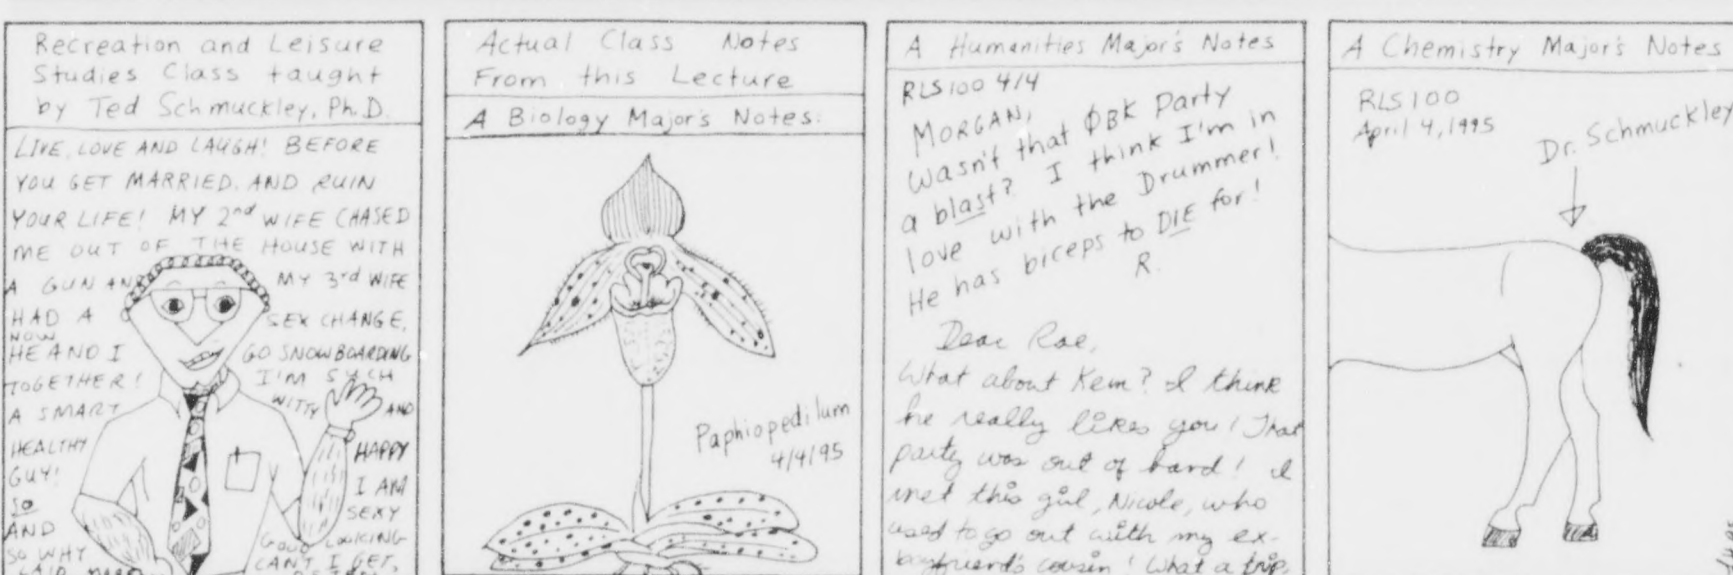 Recreation and Leisure
Studies Class taught
by Ted Schmuckley, Ph.D.
LIVE, LOVE AND LAUGH! BEFORE
YOU GET MARRIED. AND RUIN
YOUR LIFE! MY 2nd WIFE CHASED
ME OUT OF THE HOUSE WITH
A GUN AND MY 3rd WIFE
HAD A SEX CHANGE,
NOW
HE AND I GO SNOWBOARDING
TOGETHER! I'M SUCH
A SMART WITTY AND
HEALTHY HAPPY
GUY! I AM
SO SEXY
AND GOOD LOOKING
SO WHY CAN'T I GET
Actual Class Notes
From this Lecture
A Biology Major's Notes:
Paphiopedilum
4/4/95
A Humanities Major's Notes
RLS100 4/4
MORGAN,
Wasn't that ΦBK Party
a blast? I think I'm in
love with the Drummer!
He has biceps to DIE for!
R.
Dear Rae,
What about Kem? I think
he really likes you! That
party was out of hand! I
met this girl, Nicole, who
used to go out with my ex-
boyfriend's cousin! What a trip.
A Chemistry Major's Notes
RLS100
April 4, 1995
Dr. Schmuckley